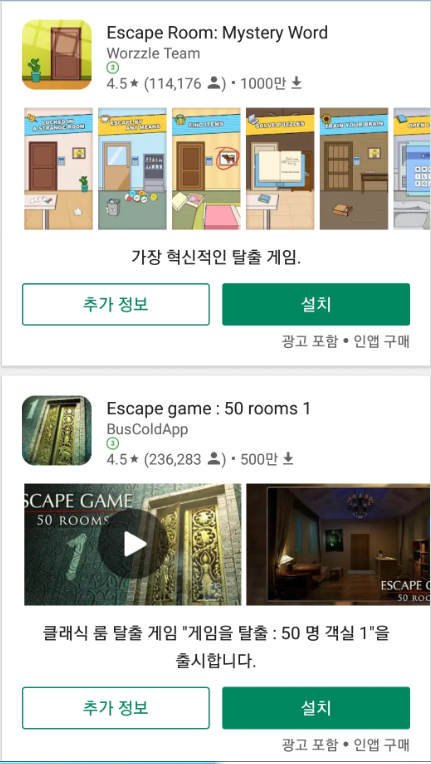 Escape Room: Mystery Word
Worzzle Team
3
4.5★ (114,176 ) • 1000만
LOCKED IN
A STRANGE ROOM
ESCAPE BY
ANY MEANS
FIND ITEMS
SOLVE PUZZLES
TRAIN YOUR BRAIN
OPEN
가장 혁신적인 탈출 게임.
추가 정보
설치
광고 포함 • 인앱 구매
Escape game : 50 rooms 1
BusColdApp
3
4.5★ (236,283 ) • 500만
SCAPE GAME
50 ROOMS
1
ESCAPE G
50 ROO
클래식 룸 탈출 게임 "게임을 탈출 : 50 명 객실 1"을
출시합니다.
추가 정보
설치
광고 포함 • 인앱 구매